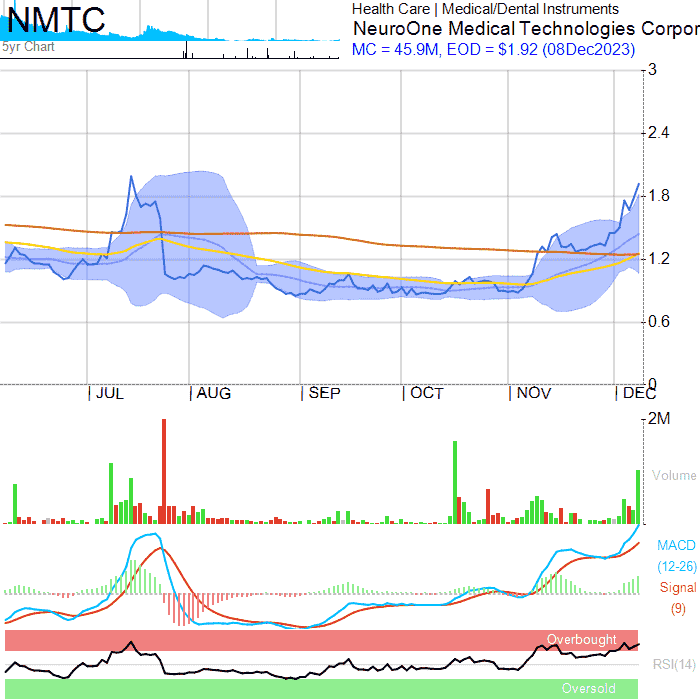 NMTC
5yr Chart
Health Care | Medical/Dental Instruments
NeuroOne Medical Technologies Corpor
MC = 45.9M, EOD = $1.92 (08Dec2023)
3
2.4
1.8
1.2
0.6
0
JUL AUG SEP OCT NOV DEC
2M
Volume
MACD
(12-26)
Signal
(9)
Overbought
RSI(14)
Oversold